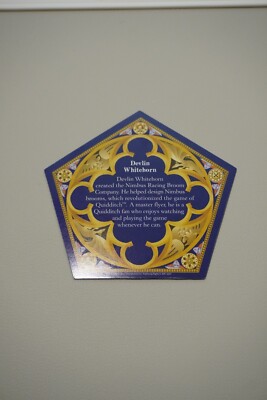 Devlin
Whitehorn
Devlin Whitehorn
created the Nimbus Racing Broom
Company. He helped design Nimbus
brooms, which revolutionized the game of
Quidditch™. A master flyer, he is a
Quidditch fan who enjoys watching
and playing the game
whenever he can.